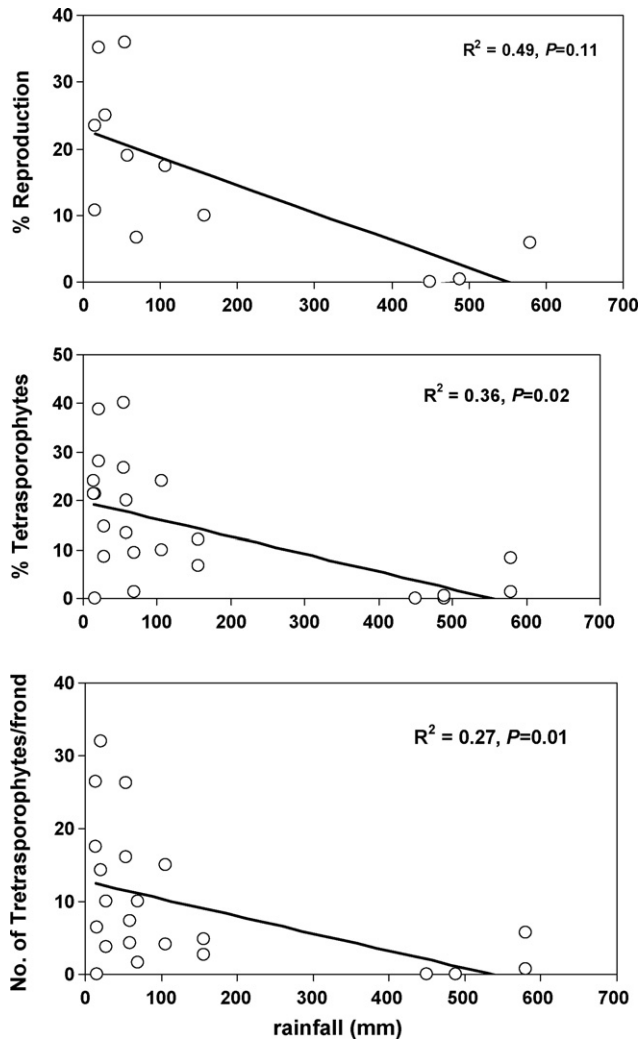 40
R² = 0.49, P=0.11
30
% Reproduction
20
10
0
0 100 200 300 400 500 600 700
50
R² = 0.36, P=0.02
40
% Tetrasporophytes
30
20
10
0
0 100 200 300 400 500 600 700
40
R² = 0.27, P=0.01
30
No. of Tretrasporophytes/frond
20
10
0
0 100 200 300 400 500 600 700
rainfall (mm)